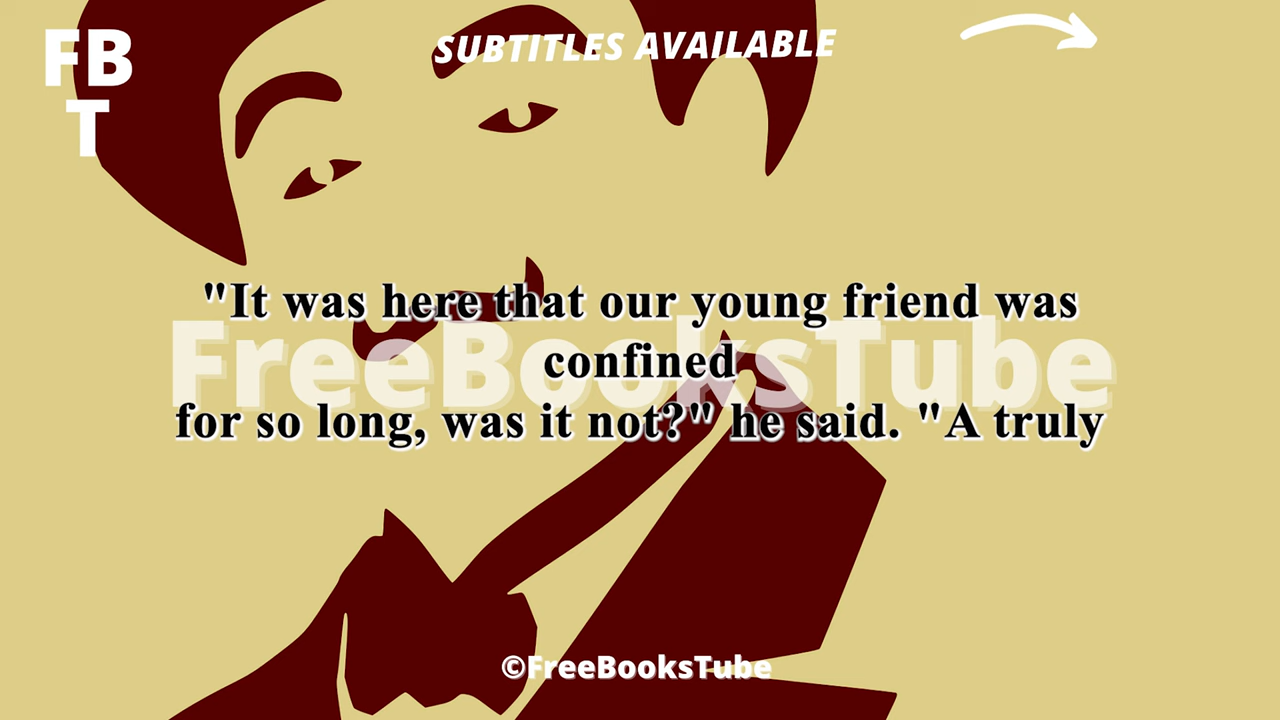 FB
T
SUBTITLES AVAILABLE
"It was here that our young friend was
confined
FreeBooksTube
for so long, was it not?" he said. "A truly
©FreeBooksTube